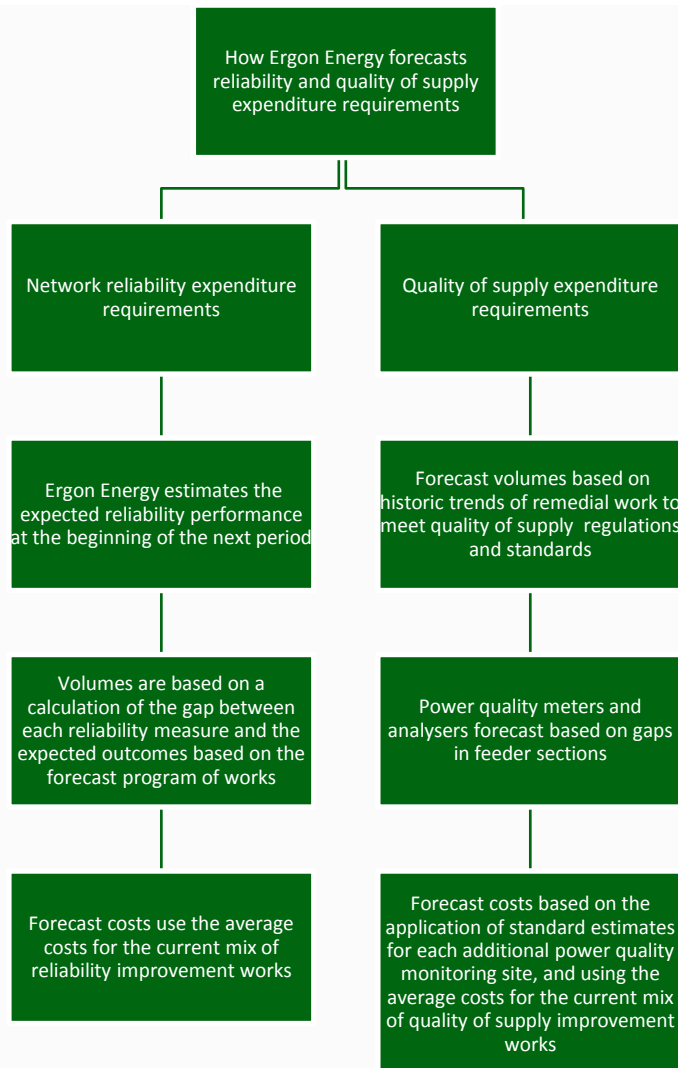 How Ergon Energy forecasts
reliability and quality of supply
expenditure requirements
Network reliability expenditure
requirements
Quality of supply expenditure
requirements
Ergon Energy estimates the
expected reliability performance
at the beginning of the next period
Forecast volumes based on
historic trends of remedial work to
meet quality of supply regulations
and standards
Volumes are based on a
calculation of the gap between
each reliability measure and the
expected outcomes based on the
forecast program of works
Power quality meters and
analysers forecast based on gaps
in feeder sections
Forecast costs use the average
costs for the current mix of
reliability improvement works
Forecast costs based on the
application of standard estimates
for each additional power quality
monitoring site, and using the
average costs for the current mix
of quality of supply improvement
works